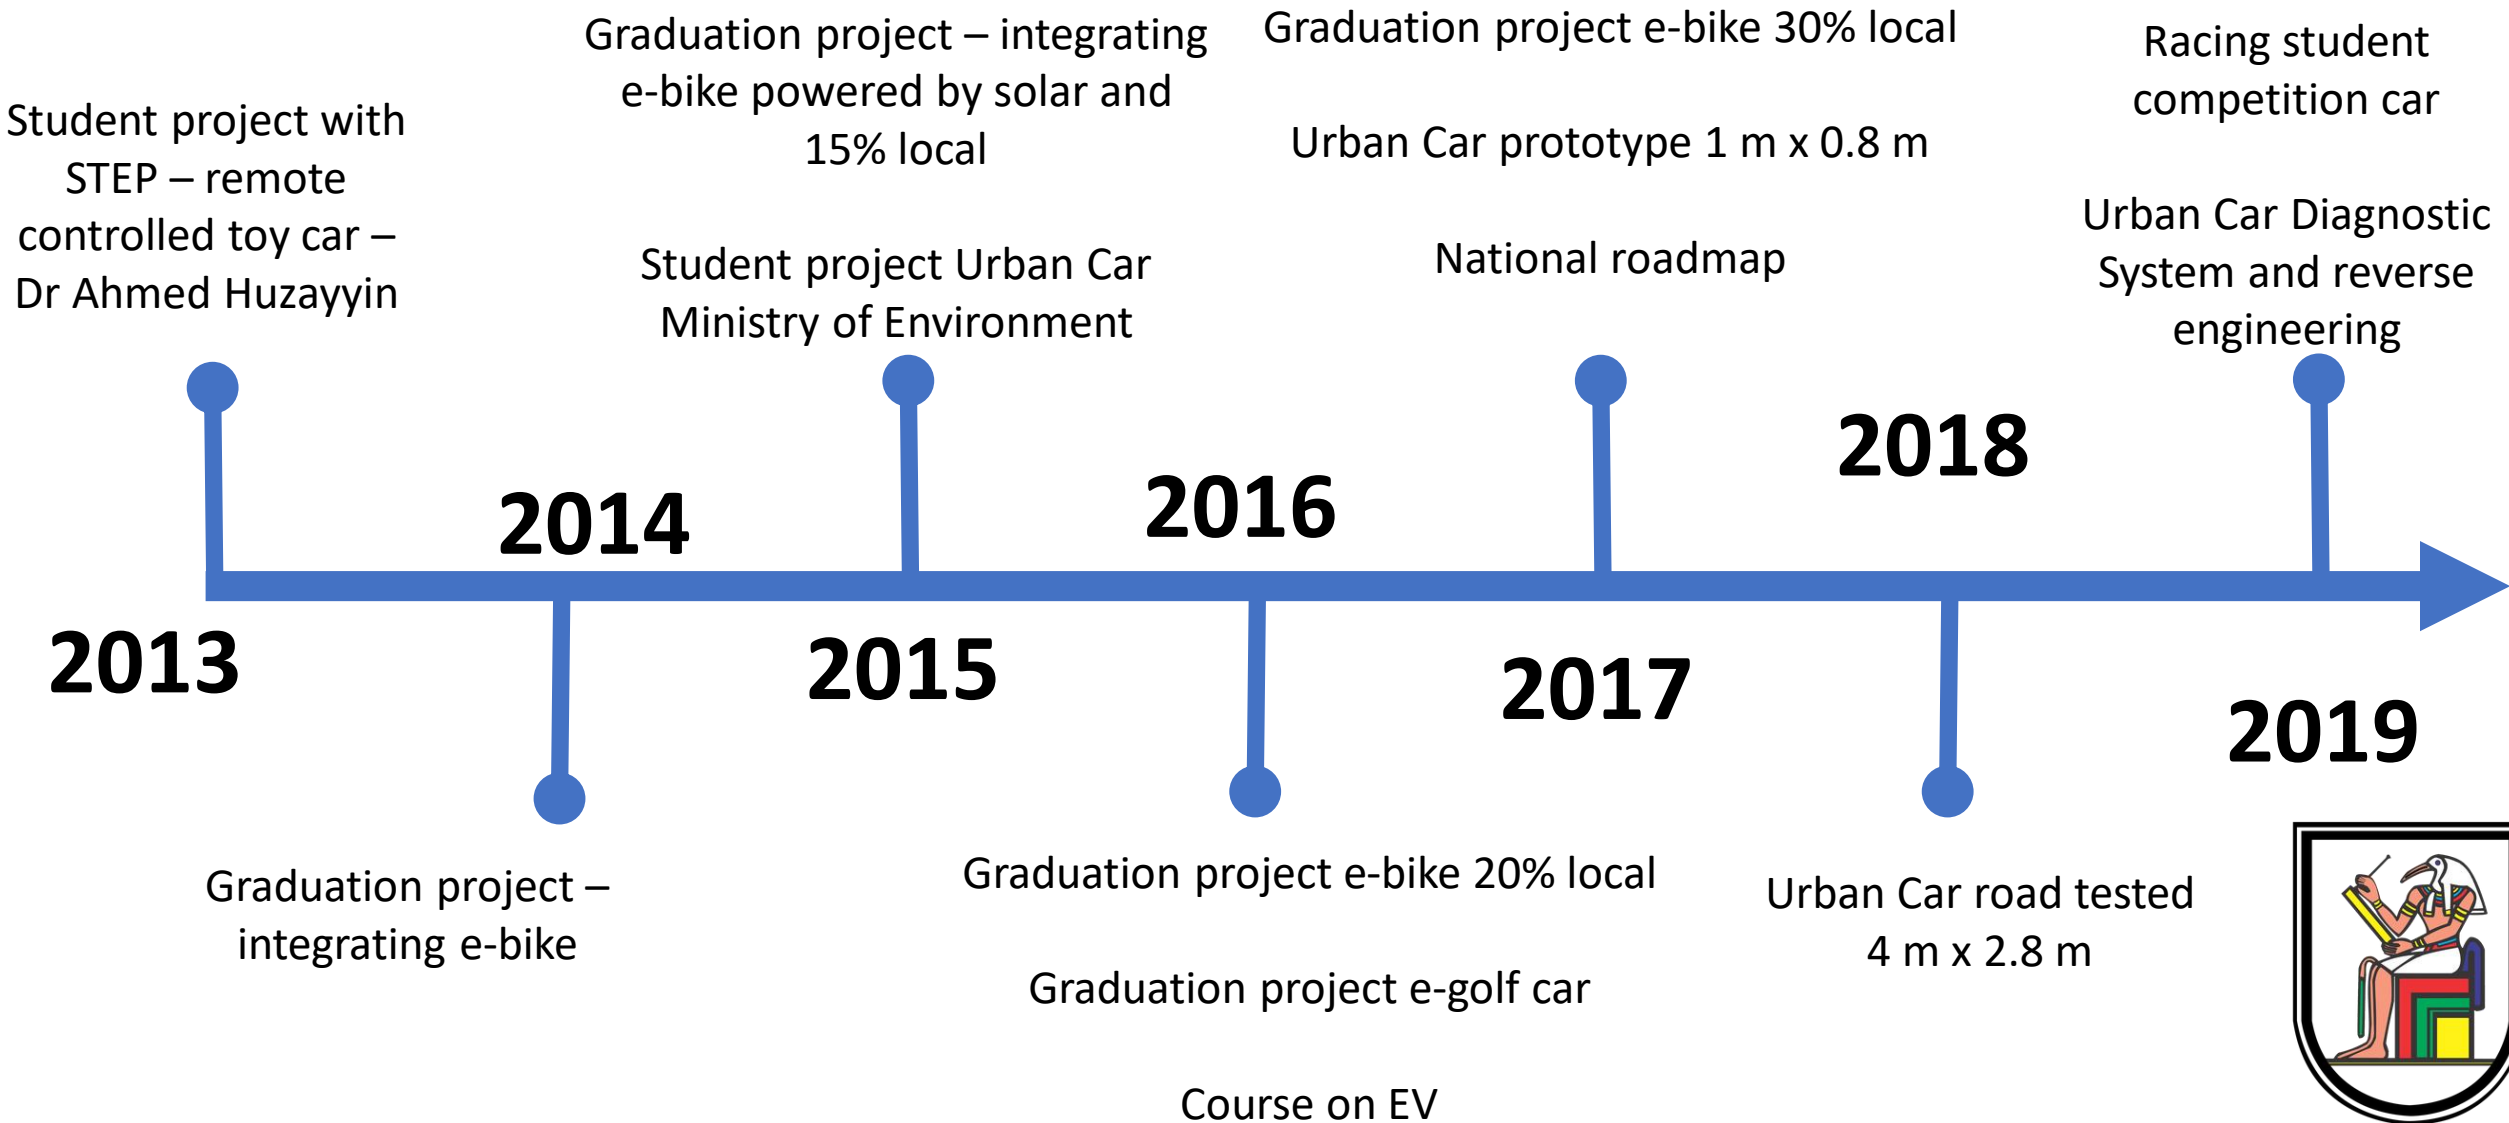 Student project with
STEP – remote
controlled toy car –
Dr Ahmed Huzayyin
2013
2014
Graduation project –
integrating e-bike
Graduation project – integrating
e-bike powered by solar and
15% local
Student project Urban Car
Ministry of Environment
2015
2016
Graduation project e-bike 20% local
Graduation project e-golf car
Course on EV
Graduation project e-bike 30% local
Urban Car prototype 1 m x 0.8 m
National roadmap
2017
2018
Urban Car road tested
4 m x 2.8 m
Racing student
competition car
Urban Car Diagnostic
System and reverse
engineering
2019